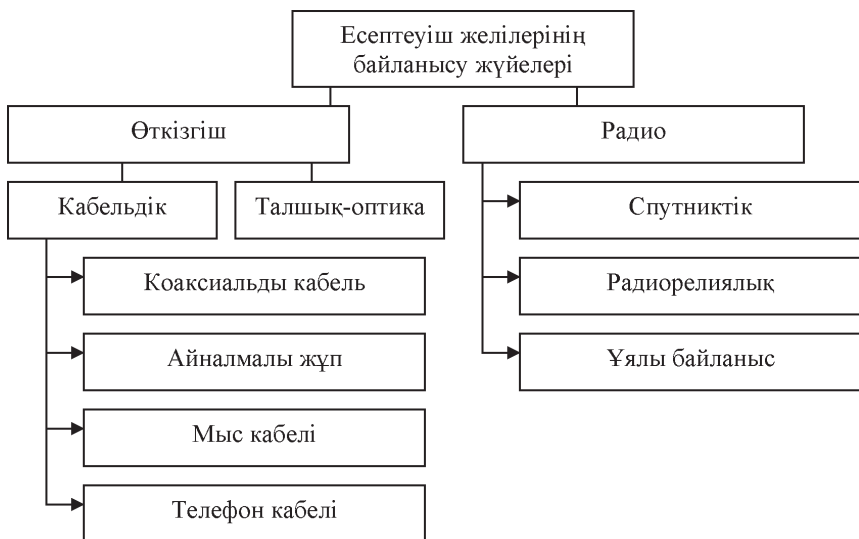 Есептеуіш желілерінің
байланысу жүйелері
Өткізгіш
Радио
Кабельдік
Талшық-оптика
Спутниктік
Коаксиальды кабель
Радиорелиялық
Айналмалы жұп
Ұялы байланыс
Мыс кабелі
Телефон кабелі